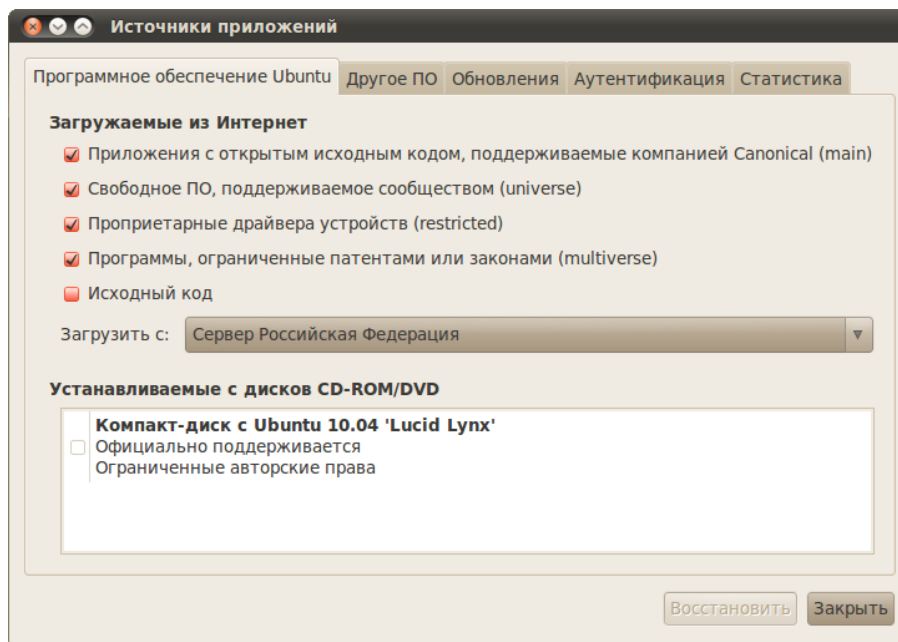 Источники приложений
Программное обеспечение Ubuntu Другое ПО Обновления Аутентификация Статистика
Загружаемые из Интернет
Приложения с открытым исходным кодом, поддерживаемые компанией Canonical (main)
Свободное ПО, поддерживаемое сообществом (universe)
Проприетарные драйвера устройств (restricted)
Программы, ограниченные патентами или законами (multiverse)
Исходный код
Загрузить с: Сервер Российская Федерация
Устанавливаемые с дисков CD-ROM/DVD
Компакт-диск с Ubuntu 10.04 'Lucid Lynx'
Официально поддерживается
Ограниченные авторские права
Восстановить Закрыть